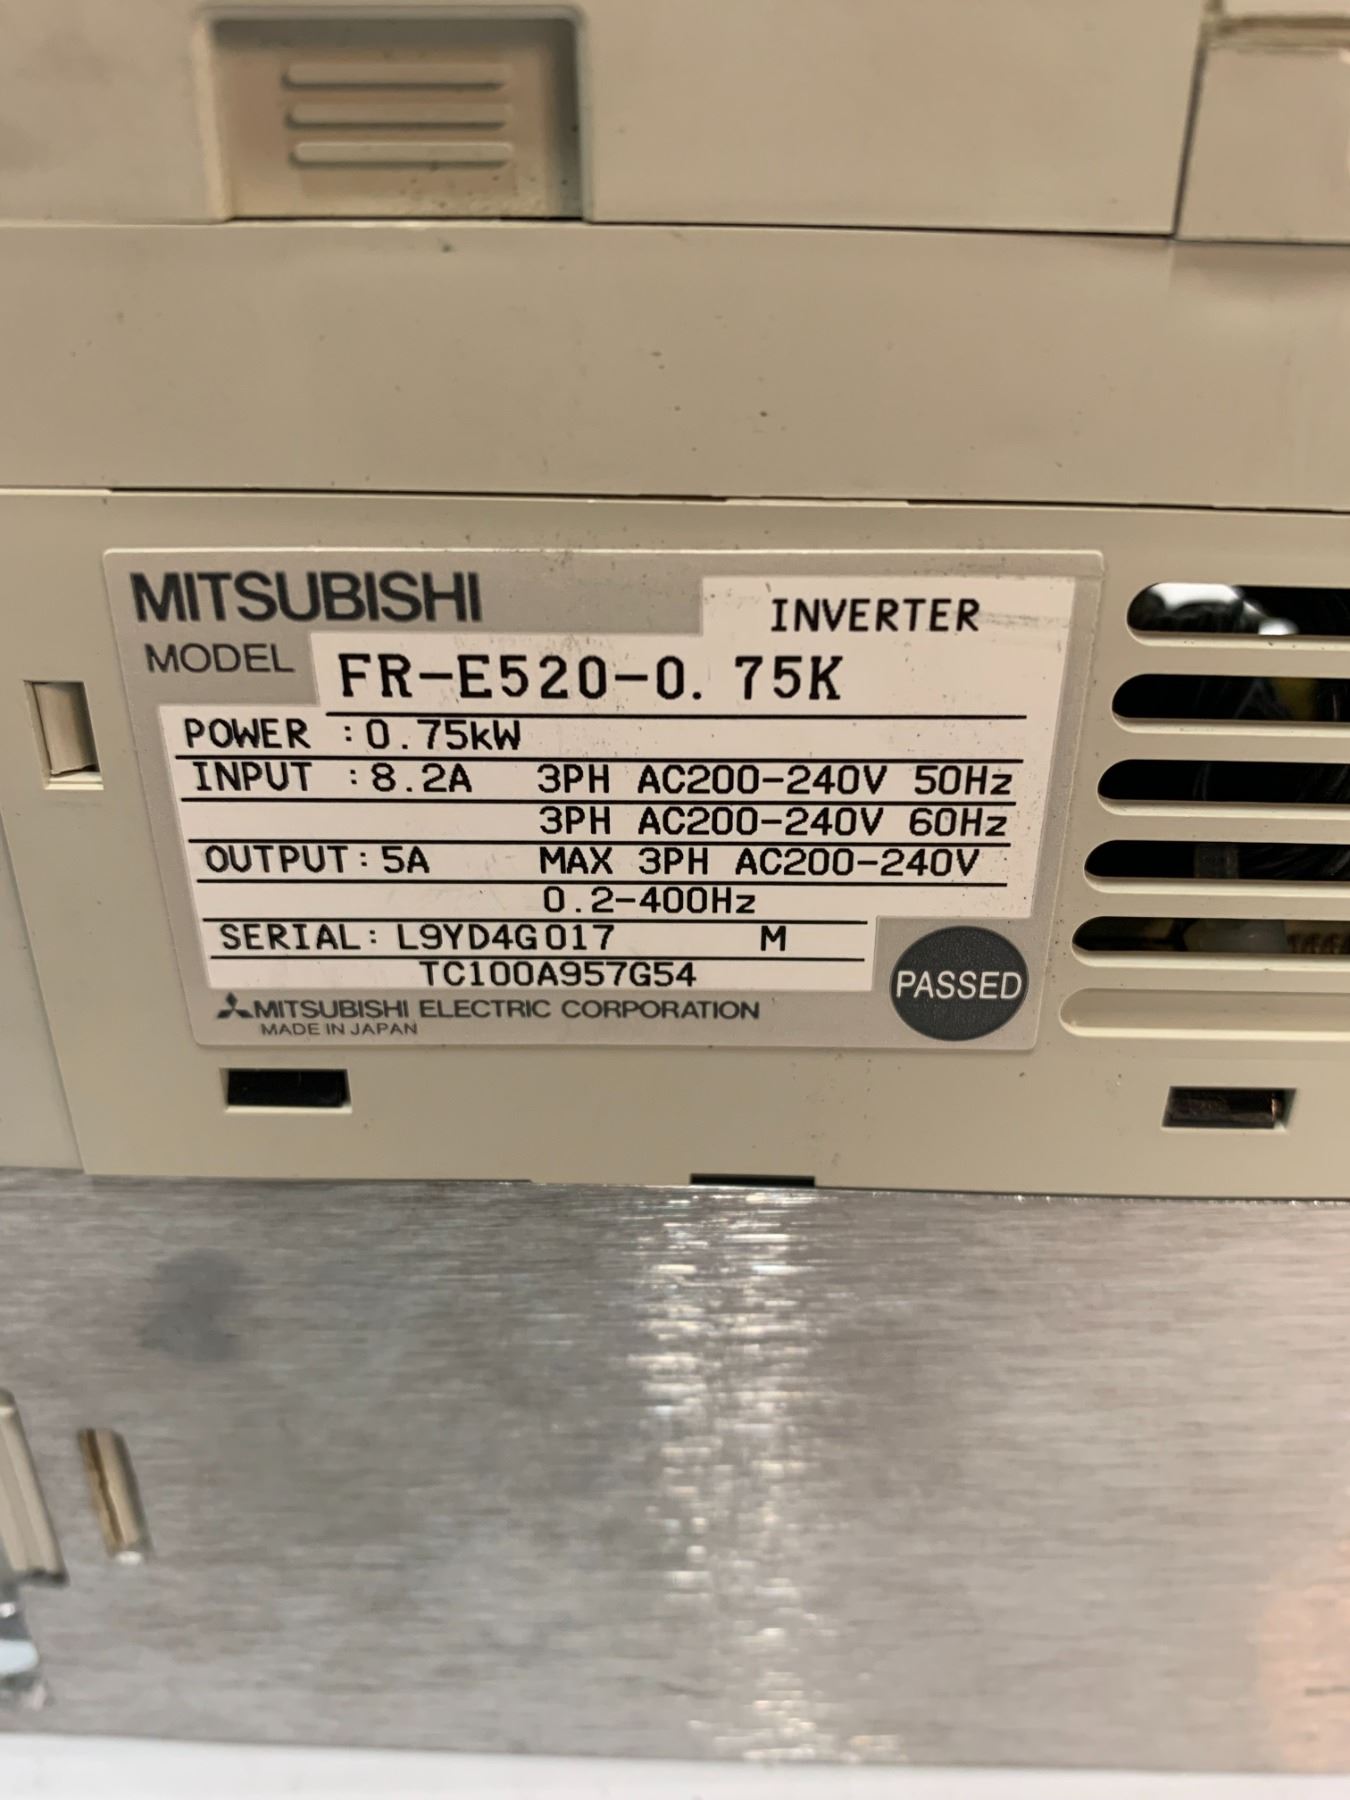 MITSUBISHI
INVERTER
MODEL FR-E520-0.75K
POWER :0.75kW
INPUT :8.2A 3PH AC200-240V 50Hz
3PH AC200-240V 60Hz
OUTPUT:5A MAX 3PH AC200-240V
0.2-400Hz
SERIAL: L9YD4G017 M
TC100A957G54
PASSED
MITSUBISHI ELECTRIC CORPORATION
MADE IN JAPAN